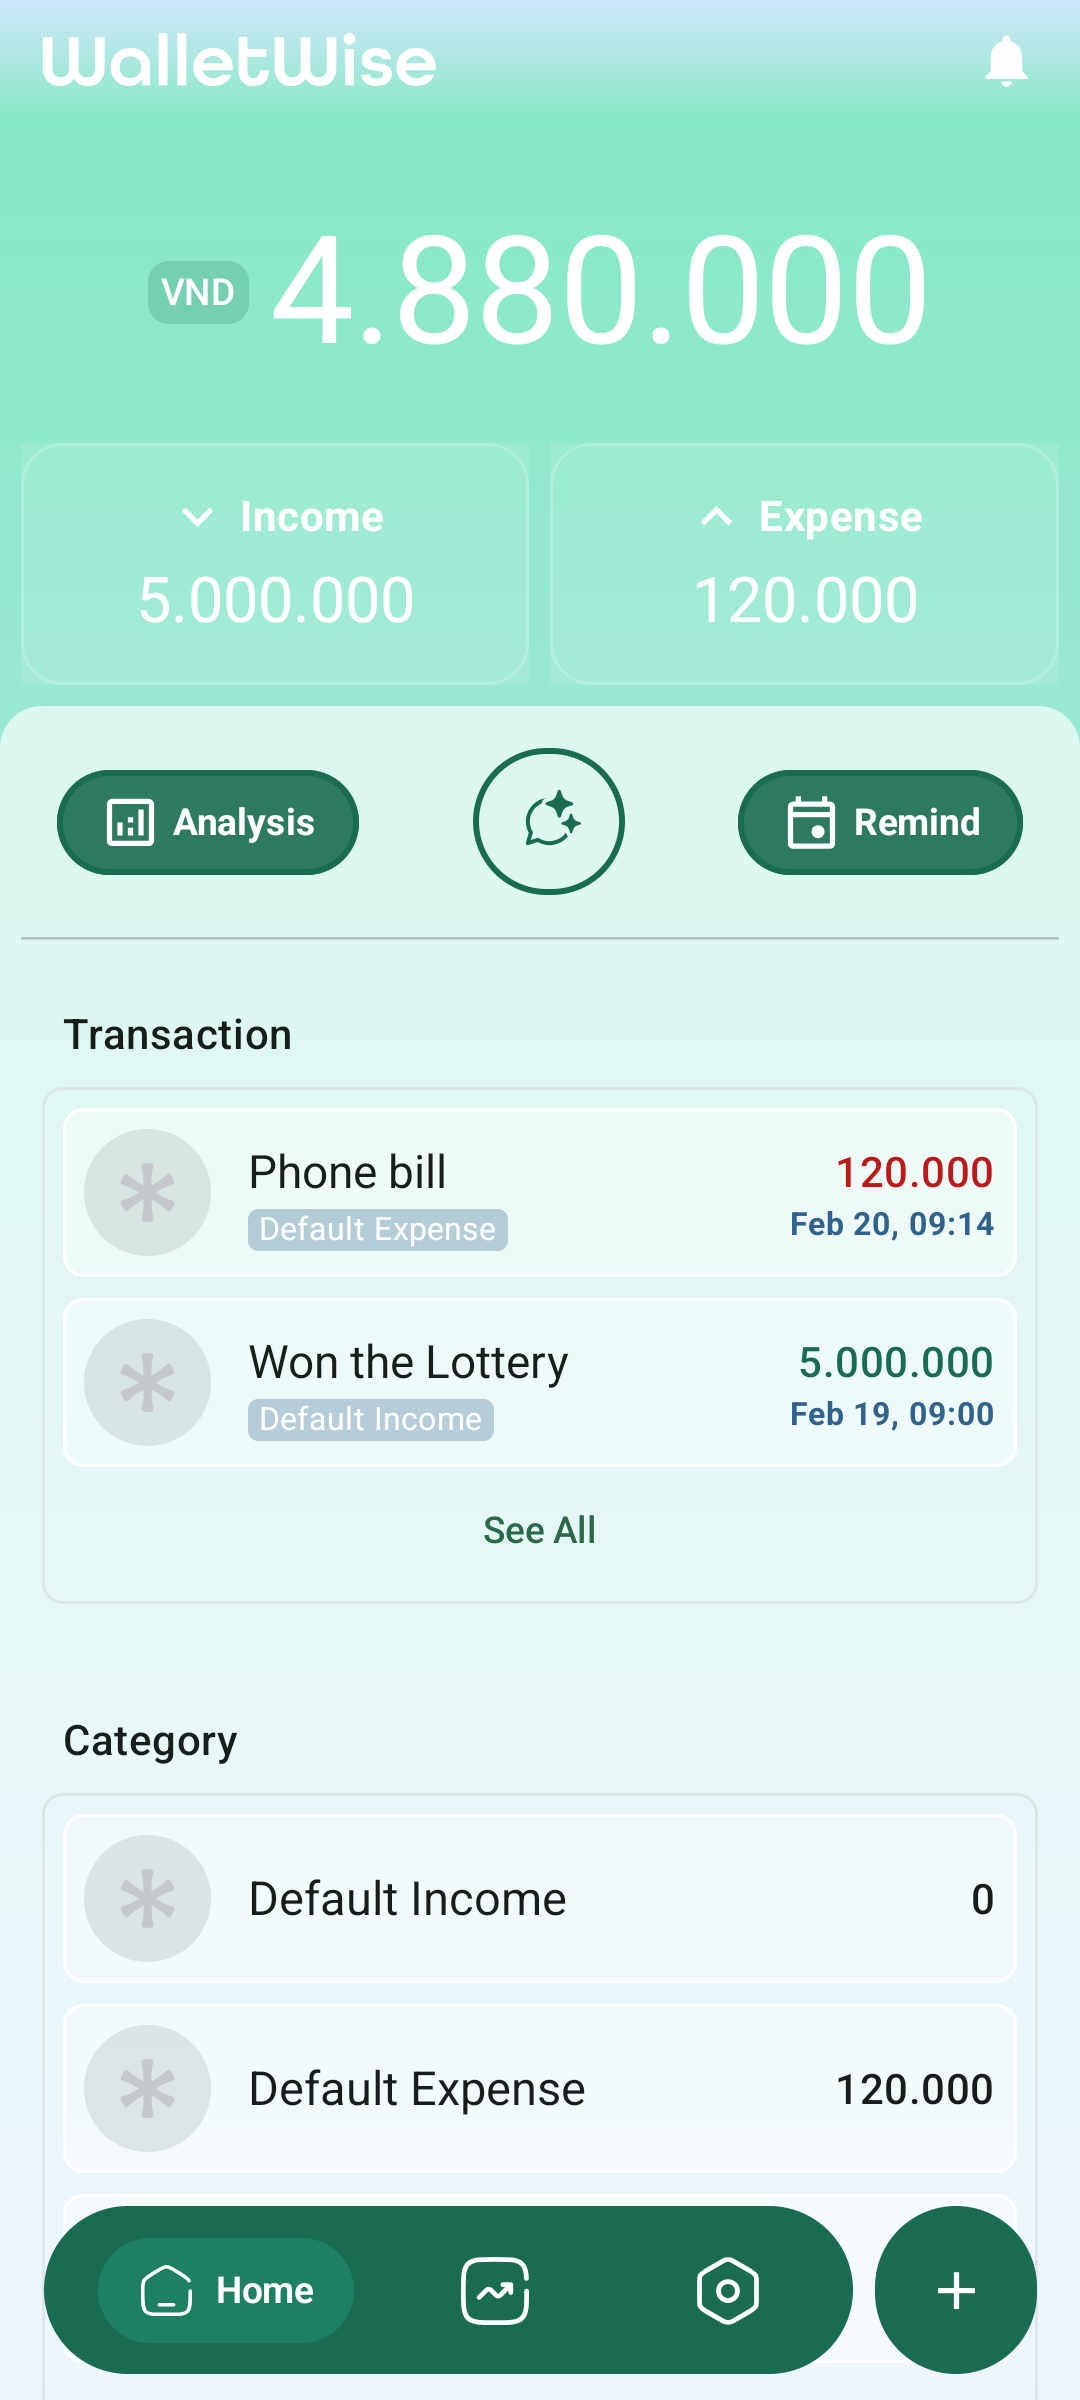 WalletWise
VND 4.880.000
Income
5.000.000
Expense
120.000
Analysis
Remind
Transaction
Phone bill
Default Expense
120.000
Feb 20, 09:14
Won the Lottery
Default Income
5.000.000
Feb 19, 09:00
See All
Category
Default Income
0
Default Expense
120.000
Home